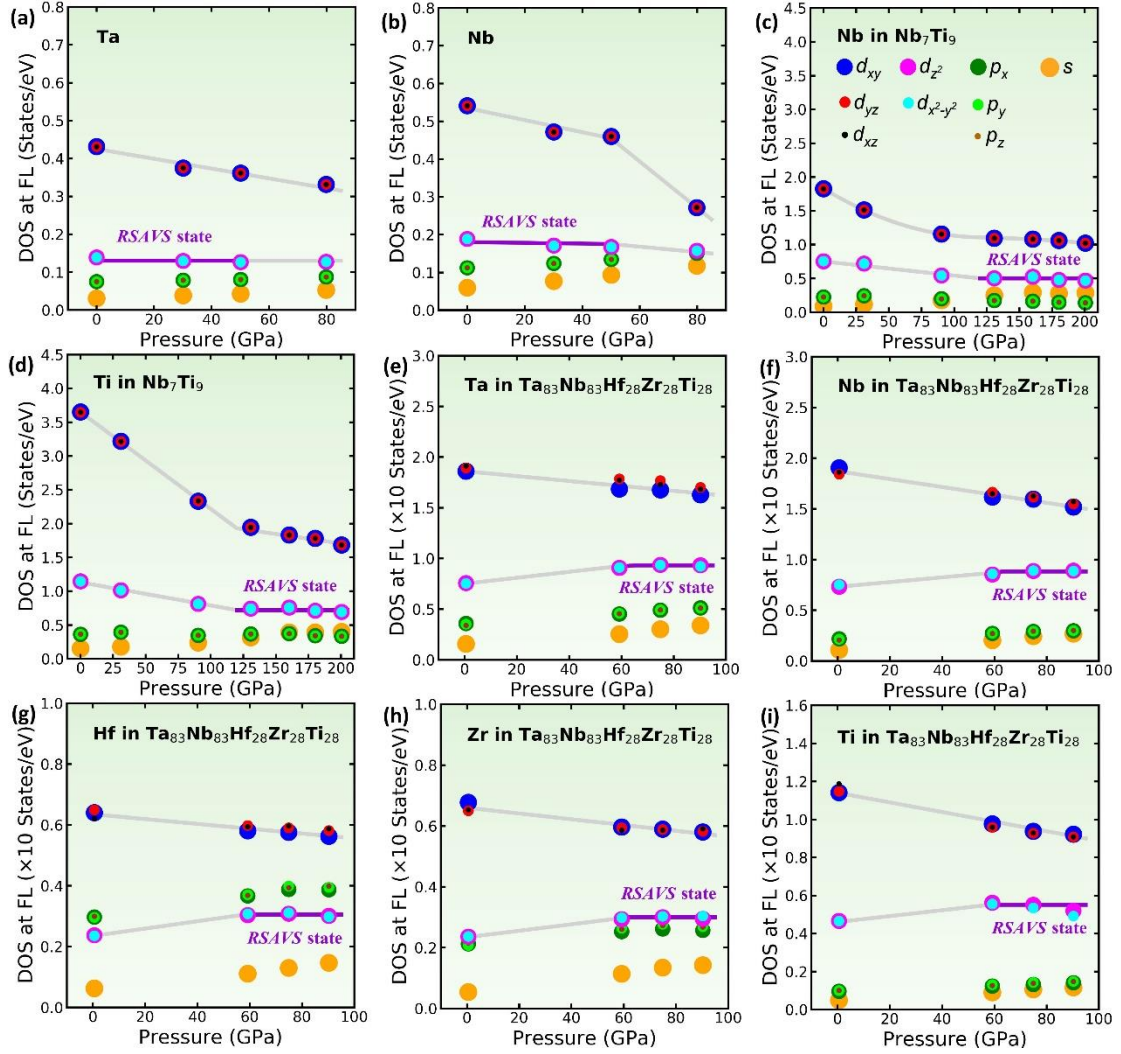 (a)
Ta
RSAVS state
DOS at FL (States/eV)
0.8
0.7
0.6
0.5
0.4
0.3
0.2
0.1
0.0
0 20 40 60 80
Pressure (GPa)
(b)
Nb
RSAVS state
DOS at FL (States/eV)
0.8
0.7
0.6
0.5
0.4
0.3
0.2
0.1
0.0
0 20 40 60 80
Pressure (GPa)
(c)
Nb in Nb₇Ti₉
d_xy d_z² p_x s
d_yz d_x²-y² p_y
d_xz p_z
RSAVS state
DOS at FL (States/eV)
4.5
4.0
3.5
3.0
2.5
2.0
1.5
1.0
0.5
0.0
0 25 50 75 100 125 150 175 200
Pressure (GPa)
(d)
Ti in Nb₇Ti₉
RSAVS state
DOS at FL (States/eV)
4.5
4.0
3.5
3.0
2.5
2.0
1.5
1.0
0.5
0.0
0 25 50 75 100 125 150 175 200
Pressure (GPa)
(e)
Ta in Ta₈₃Nb₈₃Hf₂₈Zr₂₈Ti₂₈
RSAVS state
DOS at FL (×10 States/eV)
3.0
2.5
2.0
1.5
1.0
0.5
0.0
0 20 40 60 80 100
Pressure (GPa)
(f)
Nb in Ta₈₃Nb₈₃Hf₂₈Zr₂₈Ti₂₈
RSAVS state
DOS at FL (×10 States/eV)
3.0
2.5
2.0
1.5
1.0
0.5
0.0
0 20 40 60 80 100
Pressure (GPa)
(g)
Hf in Ta₈₃Nb₈₃Hf₂₈Zr₂₈Ti₂₈
RSAVS state
DOS at FL (×10 States/eV)
1.0
0.8
0.6
0.4
0.2
0.0
0 20 40 60 80 100
Pressure (GPa)
(h)
Zr in Ta₈₃Nb₈₃Hf₂₈Zr₂₈Ti₂₈
RSAVS state
DOS at FL (×10 States/eV)
1.0
0.8
0.6
0.4
0.2
0.0
0 20 40 60 80 100
Pressure (GPa)
(i)
Ti in Ta₈₃Nb₈₃Hf₂₈Zr₂₈Ti₂₈
RSAVS state
DOS at FL (×10 States/eV)
1.6
1.4
1.2
1.0
0.8
0.6
0.4
0.2
0.0
0 20 40 60 80 100
Pressure (GPa)